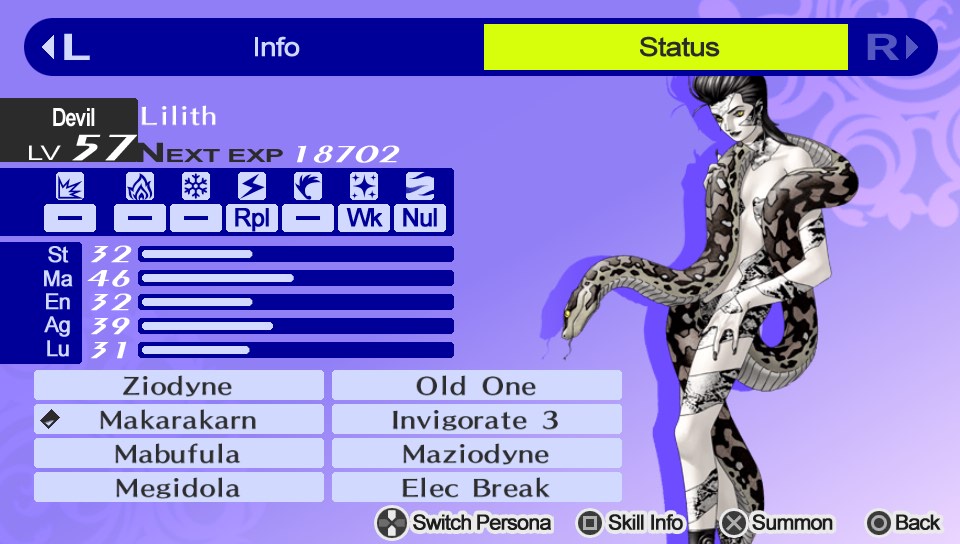 L Info Status R
Devil Lilith
LV 57 NEXT EXP 18702
— — — Rpl — Wk Nul
St 32
Ma 46
En 32
Ag 39
Lu 31
Ziodyne Old One
Makarakarn Invigorate 3
Mabufula Maziodyne
Megidola Elec Break
Switch Persona Skill Info Summon Back